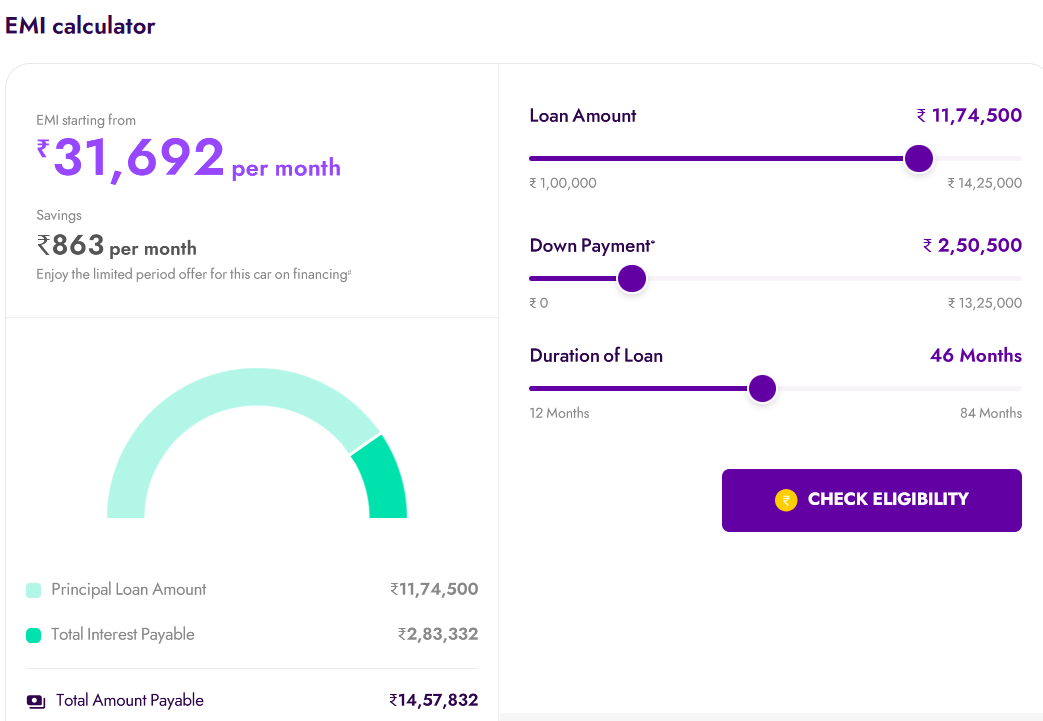 EMI calculator
EMI starting from
₹31,692 per month
Savings
₹863 per month
Enjoy the limited period offer for this car on financing#
Principal Loan Amount ₹11,74,500
Total Interest Payable ₹2,83,332
Total Amount Payable ₹14,57,832
Loan Amount ₹ 11,74,500
₹ 1,00,000 ₹ 14,25,000
Down Payment* ₹ 2,50,500
₹ 0 ₹ 13,25,000
Duration of Loan 46 Months
12 Months 84 Months
₹ CHECK ELIGIBILITY